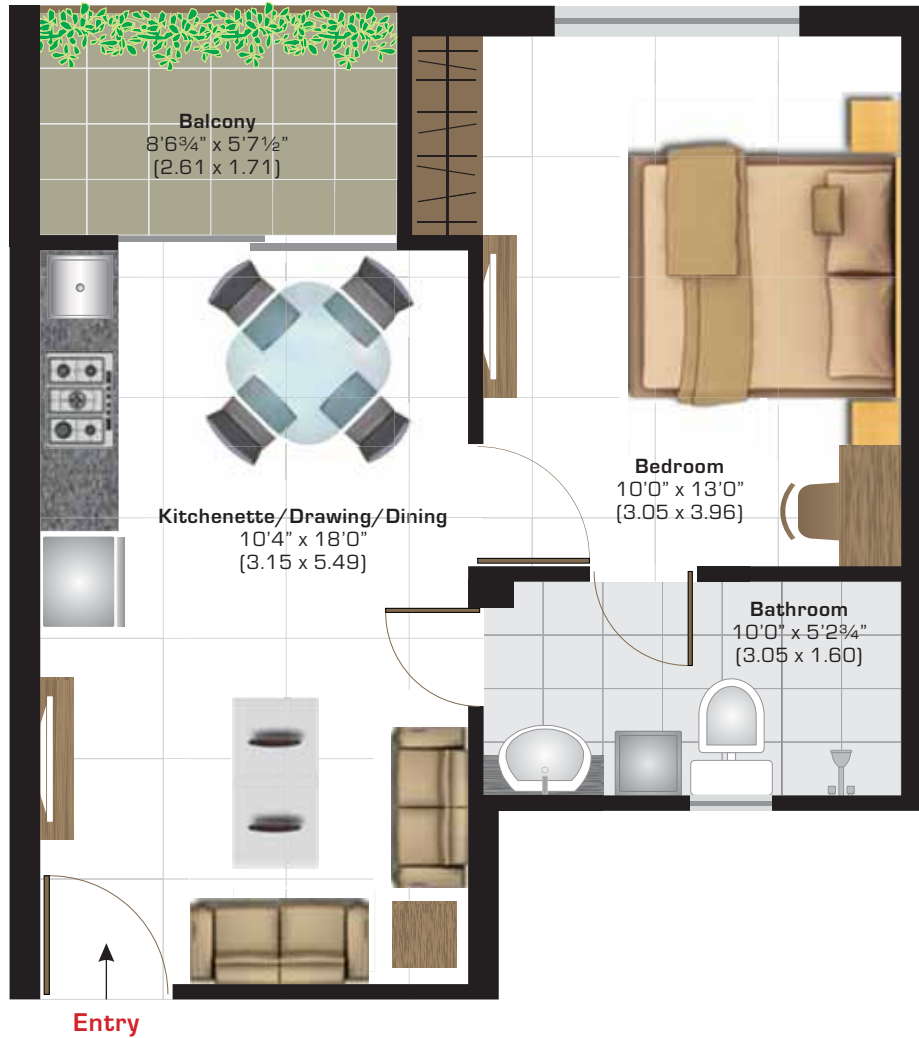 Balcony
8’6¾” x 5’7½”
(2.61 x 1.71)
Bedroom
10’0” x 13’0”
(3.05 x 3.96)
Kitchenette/Drawing/Dining
10’4” x 18’0”
(3.15 x 5.49)
Bathroom
10’0” x 5’2¾”
(3.05 x 1.60)
Entry